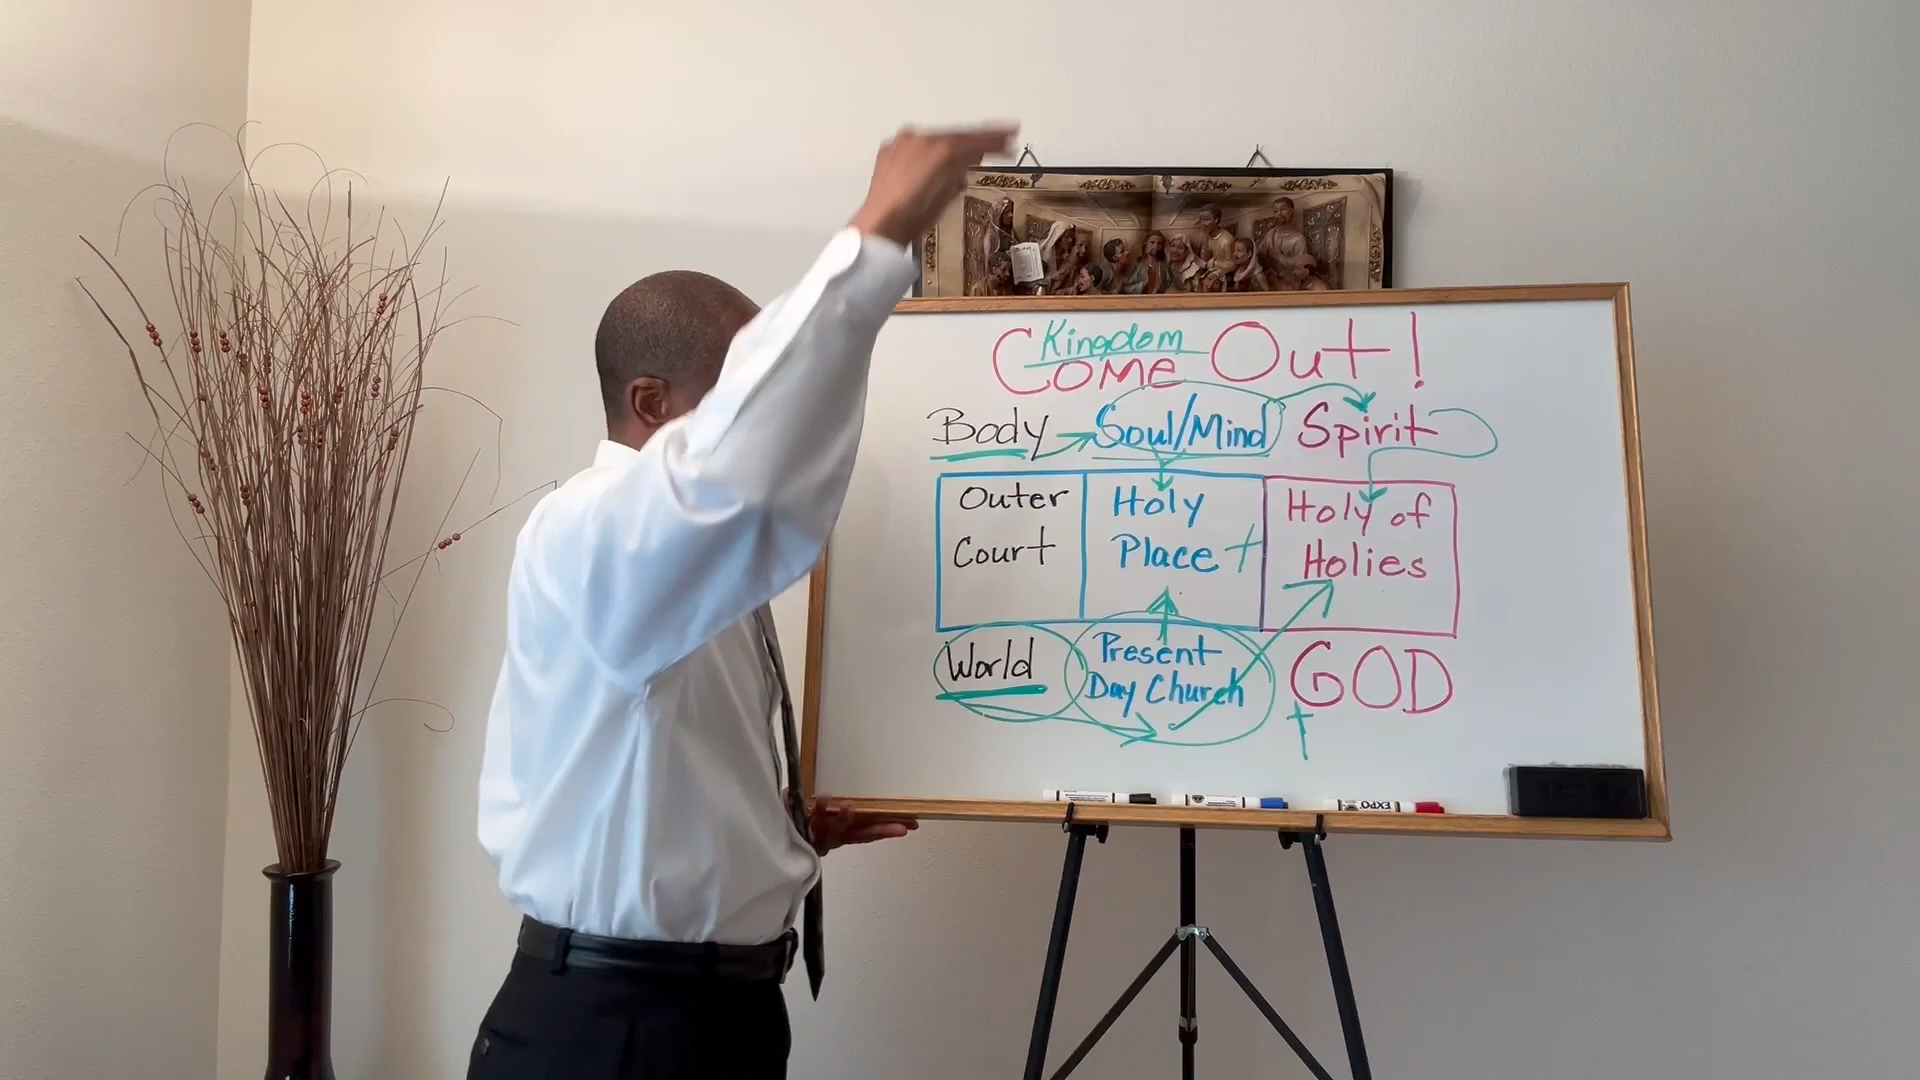 Kingdom
Come Out!
Body Soul/Mind Spirit
Outer Court
Holy Place
Holy of Holies
World
Present Day Church
GOD
EXPO